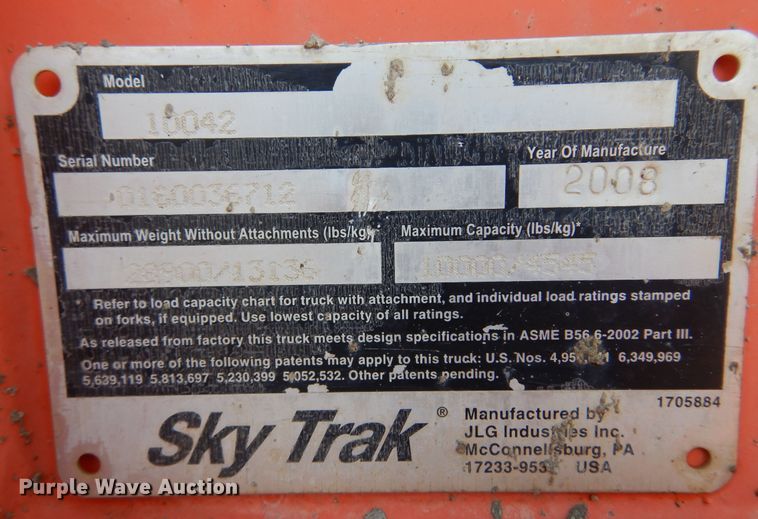 Model
10042
Serial Number
0160036712
Year Of Manufacture
2008
Maximum Weight Without Attachments (lbs/kg)*
28900/13136
Maximum Capacity (lbs/kg)*
10000/4545
* Refer to load capacity chart for truck with attachment, and individual load ratings stamped
on forks, if equipped. Use lowest capacity of all ratings.
As released from factory this truck meets design specifications in ASME B56.6-2002 Part III.
One or more of the following patents may apply to this truck: U.S. Nos. 6,349,969
5,639,119 5,813,697 5,230,399 5,052,532. Other patents pending.
1705884
Sky Trak ®
Manufactured by
JLG Industries Inc.
McConnellsburg, PA
USA
Purple Wave Auction